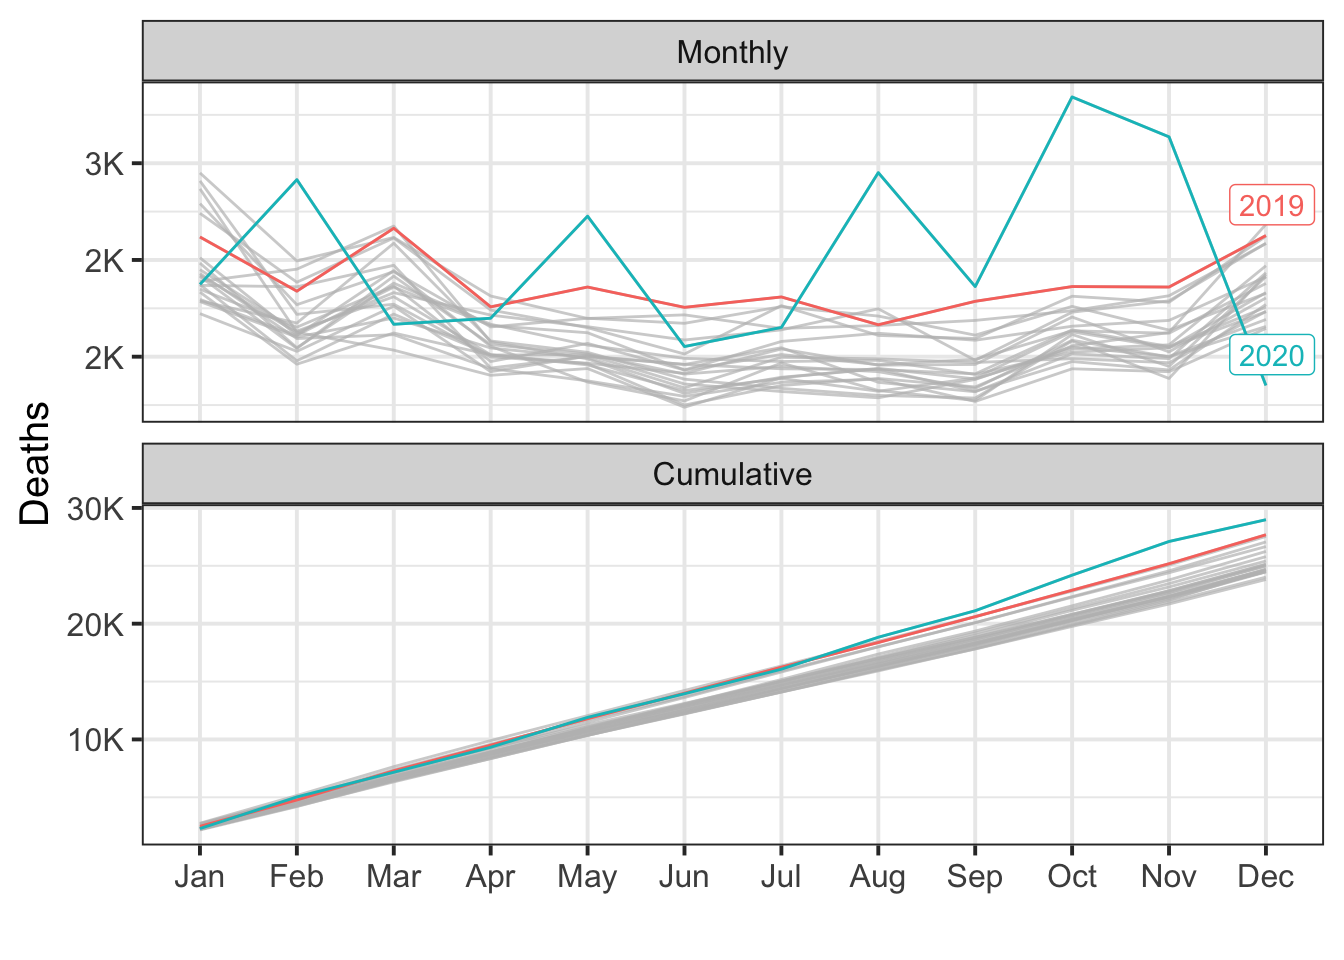 Monthly
3K
2K
2K
2019
2020
Deaths
Cumulative
30K
20K
10K
Jan Feb Mar Apr May Jun Jul Aug Sep Oct Nov Dec